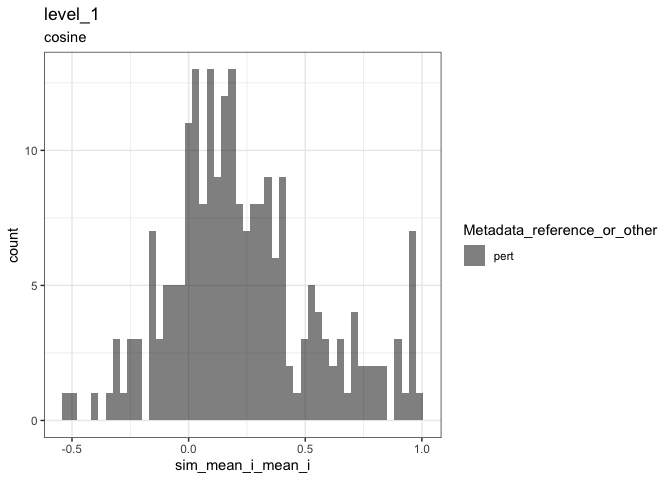 level_1
cosine
10
5
0
count
-0.5 0.0 0.5 1.0
sim_mean_i_mean_i
Metadata_reference_or_other
pert